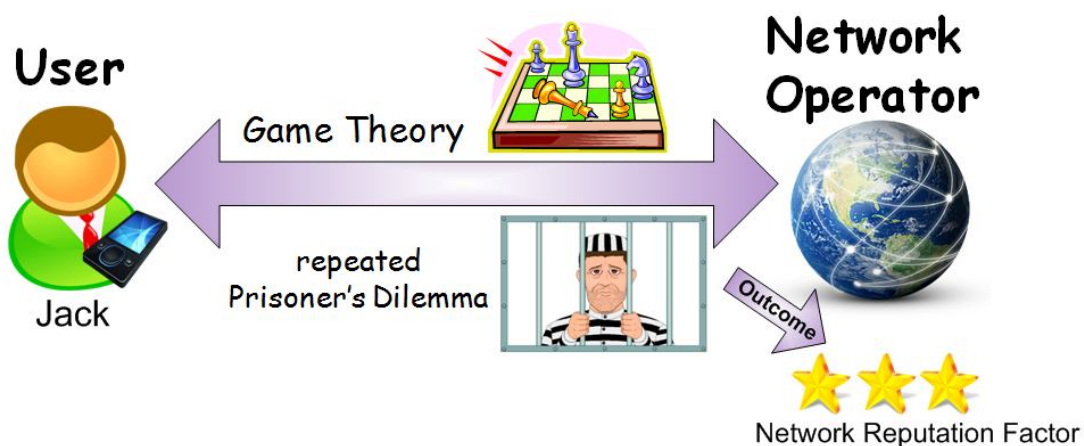 User
Network
Operator
Game Theory
repeated
Prisoner's Dilemma
Jack
Outcome
Network Reputation Factor